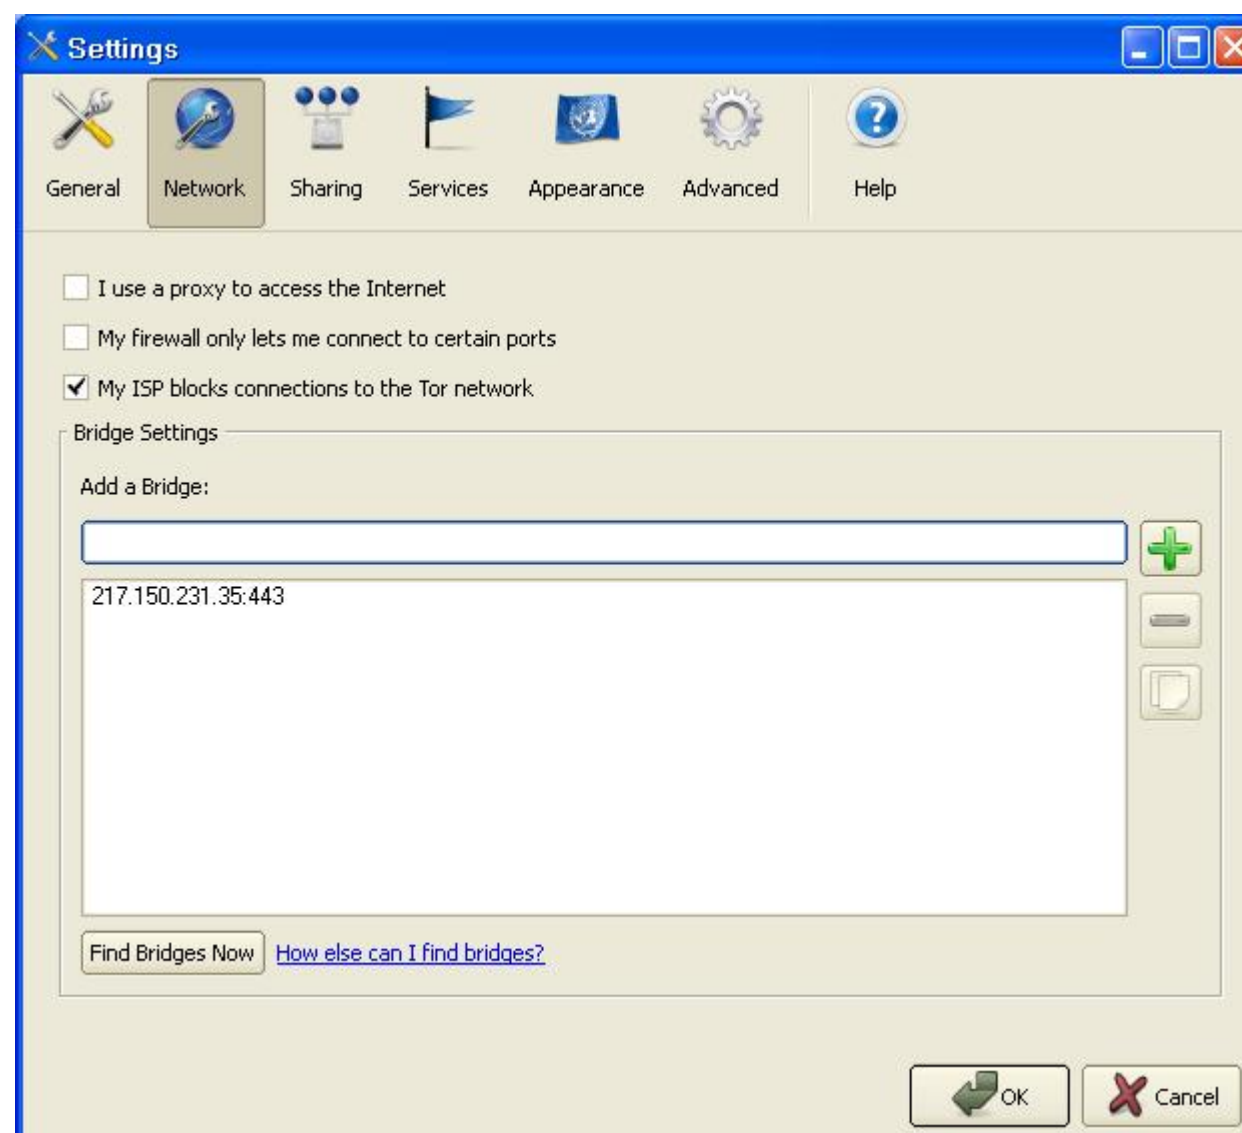 Settings
General Network Sharing Services Appearance Advanced Help
I use a proxy to access the Internet
My firewall only lets me connect to certain ports
My ISP blocks connections to the Tor network
Bridge Settings
Add a Bridge:
217.150.231.35:443
Find Bridges Now How else can I find bridges?
OK Cancel